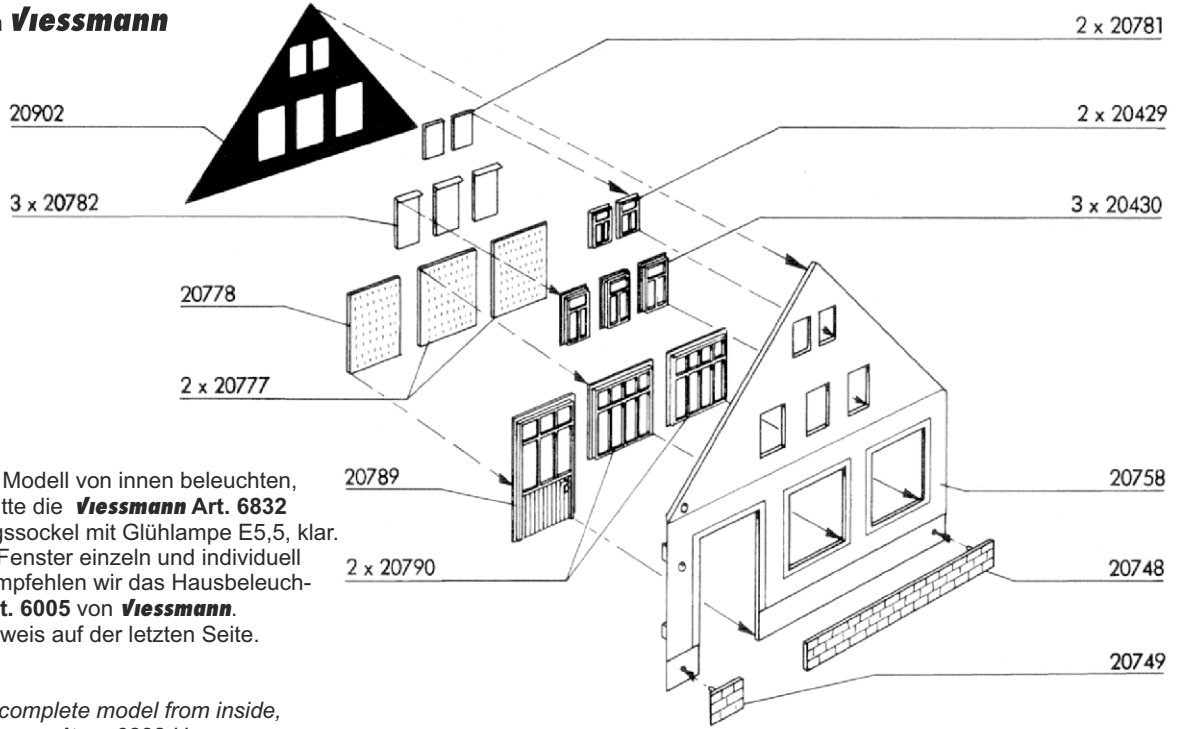 Viessmann
2 x 20781
20902
2 x 20429
3 x 20782
3 x 20430
20778
2 x 20777
20789
20758
2 x 20790
20748
20749
Modell von innen beleuchten,
tte die Viessmann Art. 6832
gssockel mit Glühlampe E5,5, klar.
Fenster einzeln und individuell
mpfehlen wir das Hausbeleuch-
t. 6005 von Viessmann.
weis auf der letzten Seite.
complete model from inside,